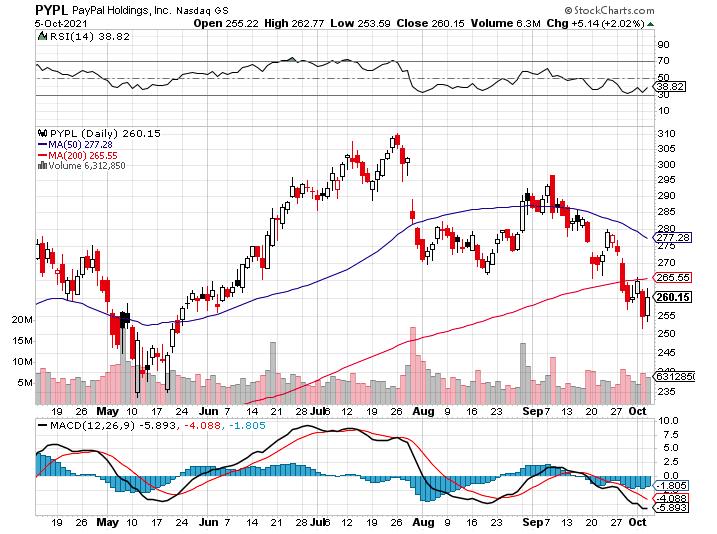 PYPL PayPal Holdings, Inc. Nasdaq GS © StockCharts.com
5-Oct-2021 Open 255.22 High 262.77 Low 253.59 Close 260.15 Volume 6.3M Chg +5.14 (+2.02%)
RSI(14) 38.82
90
70
50
38.82
30
10
PYPL (Daily) 260.15
MA(50) 277.28
MA(200) 265.55
Volume 6,312,850
310
305
300
295
290
285
280
277.28
275
270
265.55
260.15
255
250
245
240
235
20M
15M
10M
5M
6312850
19 26 May 10 17 24 Jun 7 14 21 28 Jul 6 12 19 26 Aug 9 16 23 Sep 7 13 20 27 Oct
MACD(12,26,9) -5.893, -4.088, -1.805
10.0
7.5
5.0
2.5
0.0
-1.805
-4.088
-5.893
19 26 May 10 17 24 Jun 7 14 21 28 Jul 6 12 19 26 Aug 9 16 23 Sep 7 13 20 27 Oct